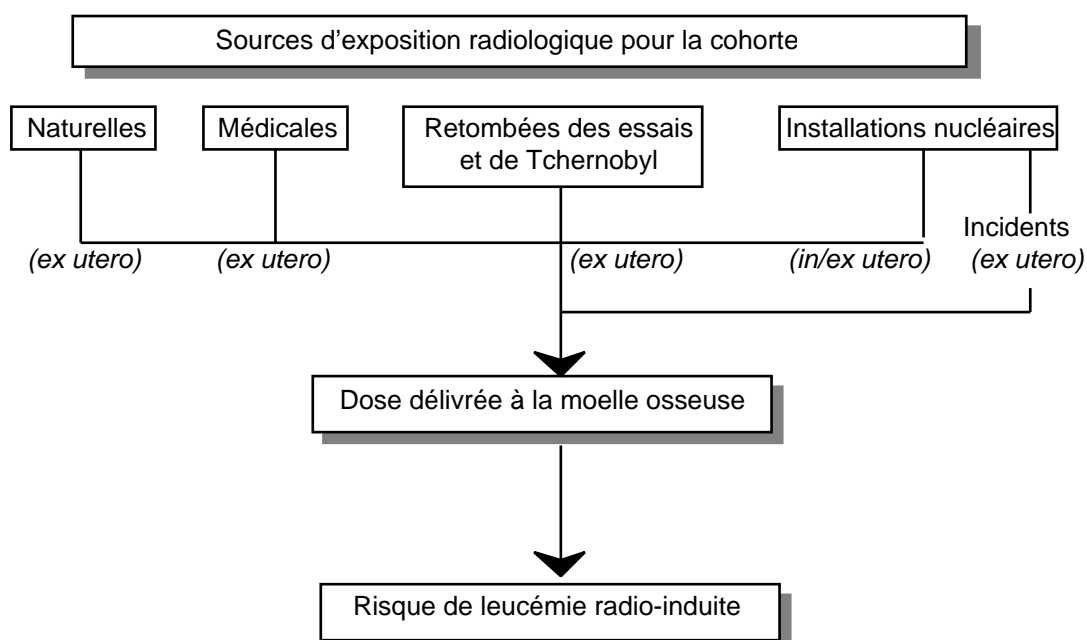 Sources d'exposition radiologique pour la cohorte
Naturelles
Médicales
Retombées des essais
et de Tchernobyl
Installations nucléaires
Incidents
(ex utero)
(ex utero)
(ex utero)
(in/ex utero)
(ex utero)
Dose délivrée à la moelle osseuse
Risque de leucémie radio-induite